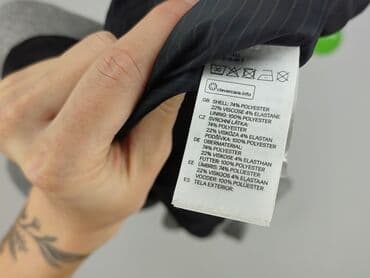 clevercare.info
GB SHELL: 74% POLYESTER
22% VISCOSE 4% ELASTANE
LINING: 100% POLYESTER
CZ SVRCHNÍ LÁTKA:
74% POLYESTER
22% VISKÓZA 4% ELASTAN
PODŠÍVKA: 100% POLYESTER
DE OBERMATERIAL:
74% POLYESTER
22% VISKOSE 4% ELASTHAN
FUTTER: 100% POLYESTER
EE ÜMBRIS: 74% POLÜESTER
22% VISKOOS 4% ELASTAAN
VOODER: 100% POLÜESTER
ES TELA EXTERIOR: